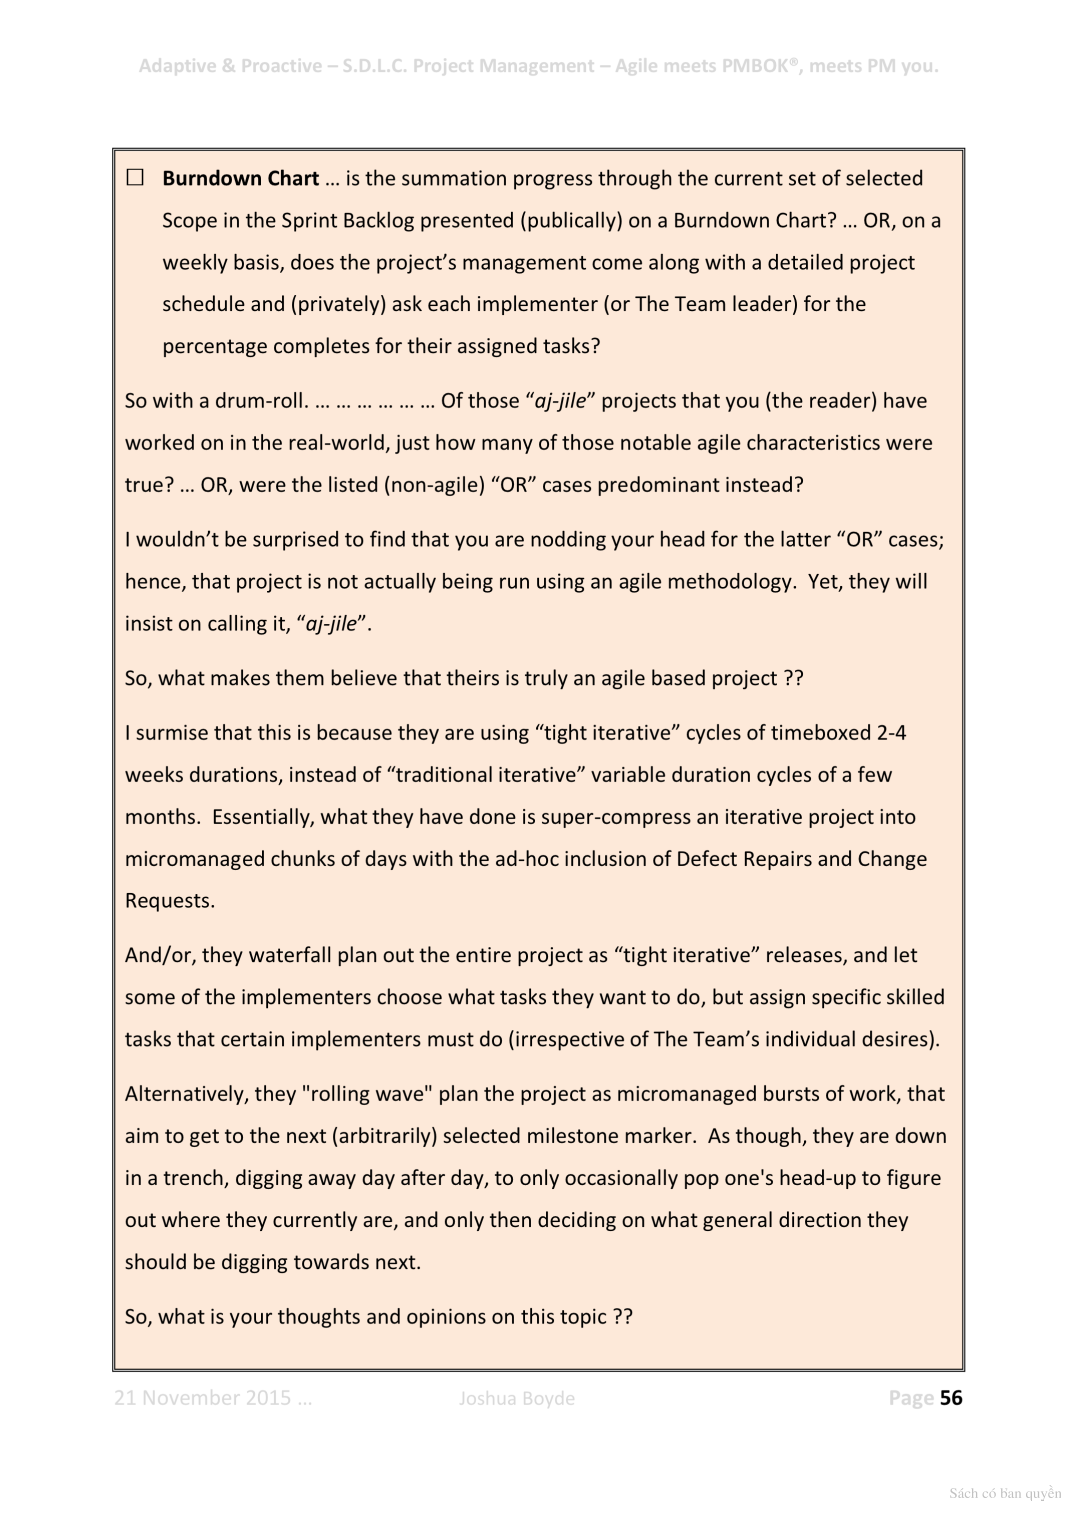 Adaptive & Proactive – S.D.L.C. Project Management – Agile meets PMBOK®, meets PM you.
☐ Burndown Chart … is the summation progress through the current set of selected
Scope in the Sprint Backlog presented (publically) on a Burndown Chart? … OR, on a
weekly basis, does the project’s management come along with a detailed project
schedule and (privately) ask each implementer (or The Team leader) for the
percentage completes for their assigned tasks?
So with a drum-roll. … … … … … … Of those “aj-jile” projects that you (the reader) have
worked on in the real-world, just how many of those notable agile characteristics were
true? … OR, were the listed (non-agile) “OR” cases predominant instead?
I wouldn’t be surprised to find that you are nodding your head for the latter “OR” cases;
hence, that project is not actually being run using an agile methodology.  Yet, they will
insist on calling it, “aj-jile”.
So, what makes them believe that theirs is truly an agile based project ??
I surmise that this is because they are using “tight iterative” cycles of timeboxed 2-4
weeks durations, instead of “traditional iterative” variable duration cycles of a few
months.  Essentially, what they have done is super-compress an iterative project into
micromanaged chunks of days with the ad-hoc inclusion of Defect Repairs and Change
Requests.
And/or, they waterfall plan out the entire project as “tight iterative” releases, and let
some of the implementers choose what tasks they want to do, but assign specific skilled
tasks that certain implementers must do (irrespective of The Team’s individual desires).
Alternatively, they "rolling wave" plan the project as micromanaged bursts of work, that
aim to get to the next (arbitrarily) selected milestone marker.  As though, they are down
in a trench, digging away day after day, to only occasionally pop one's head-up to figure
out where they currently are, and only then deciding on what general direction they
should be digging towards next.
So, what is your thoughts and opinions on this topic ??
21 November 2015 … Joshua Boyde Page 56
Sách có bản quyền